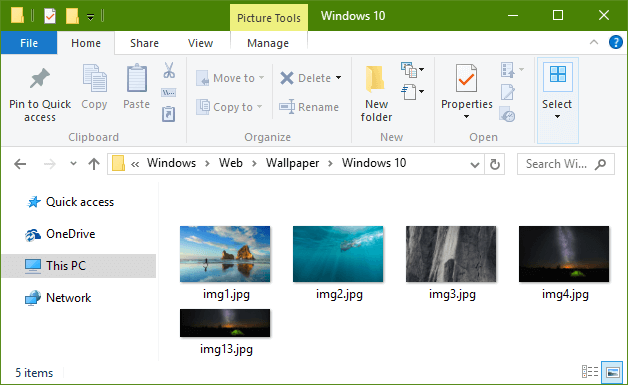 Picture Tools
Windows 10
File
Home
Share
View
Manage
Pin to Quick access
Copy
Paste
Move to
Copy to
Delete
Rename
New folder
Properties
Select
Clipboard
Organize
New
Open
« Windows > Web > Wallpaper > Windows 10
Search Wi...
Quick access
OneDrive
This PC
Network
img1.jpg
img2.jpg
img3.jpg
img4.jpg
img13.jpg
5 items